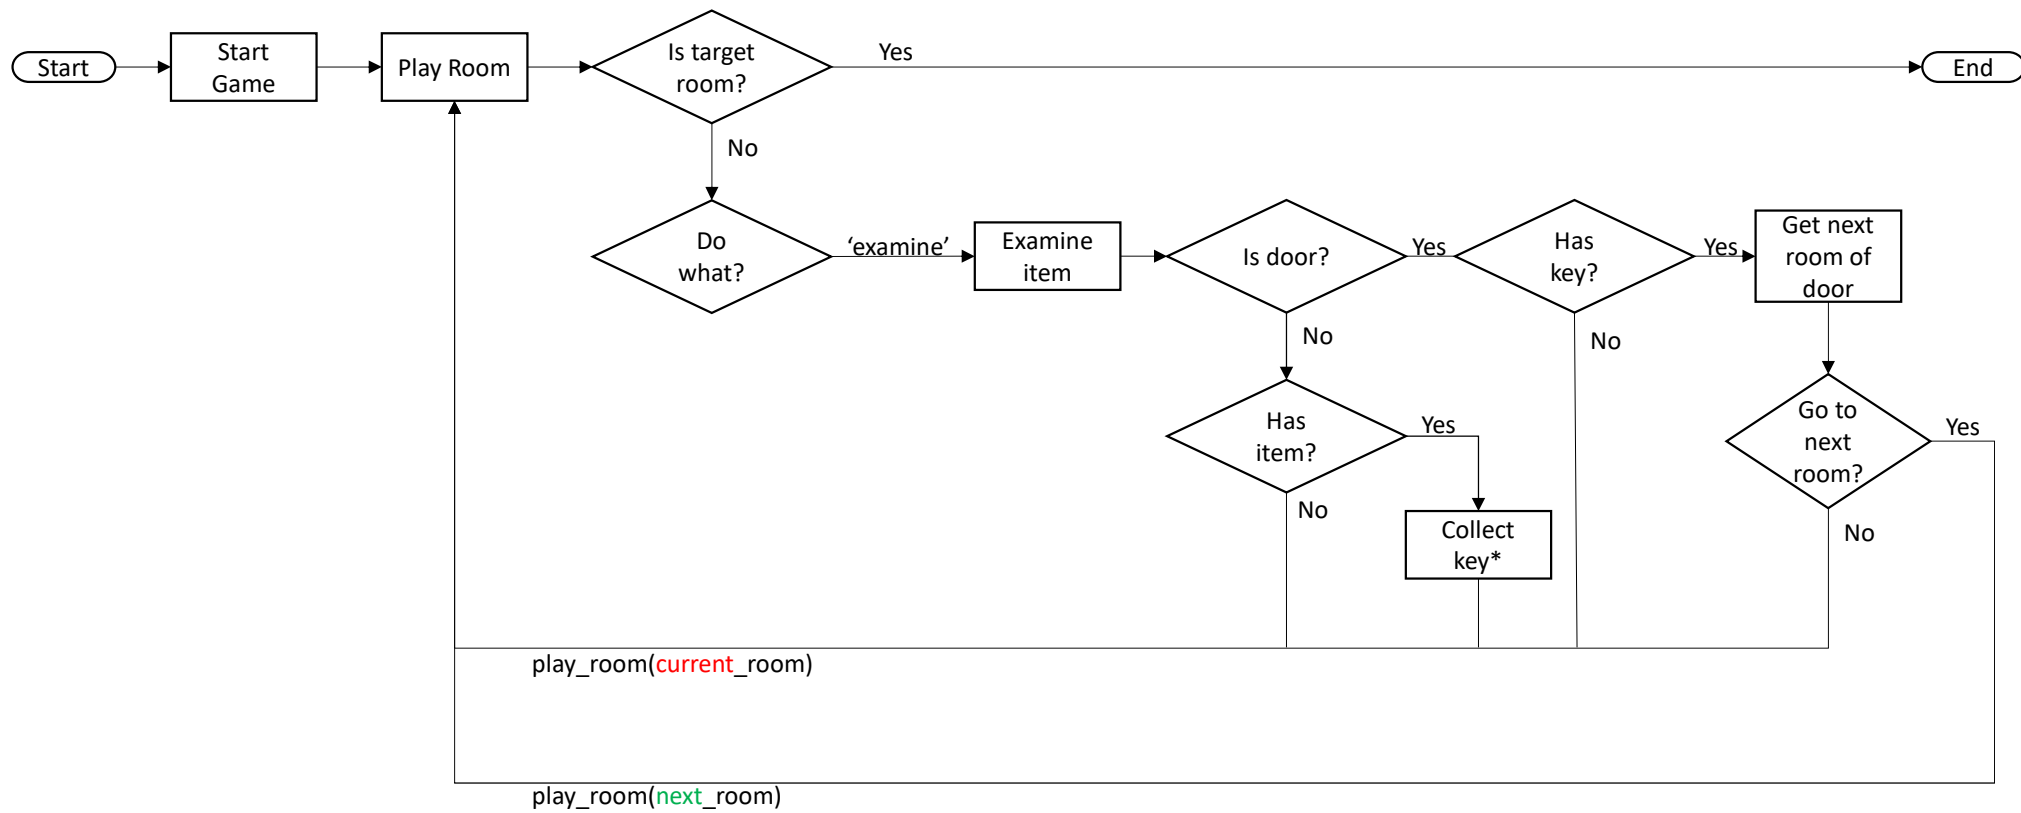 Start
Start
Game
Play Room
Is target
room?
Yes
End
No
Do
what?
‘examine’
Examine
item
Is door?
Yes
Has
key?
Yes
Get next
room of
door
No
No
Has
item?
Yes
Go to
next
room?
Yes
No
Collect
key*
No
play_room(current_room)
play_room(next_room)